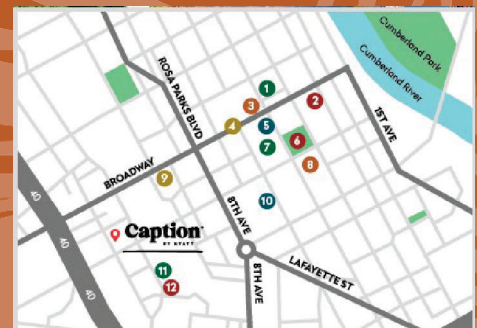 Cumberland Park
Cumberland River
ROSA PARKS BLVD
1
2
3
1ST AVE
4
5
6
7
8
BROADWAY
9
8TH AVE
10
40
Caption
BY HYATT
LAFAYETTE ST
11
8TH AVE
12
40
40